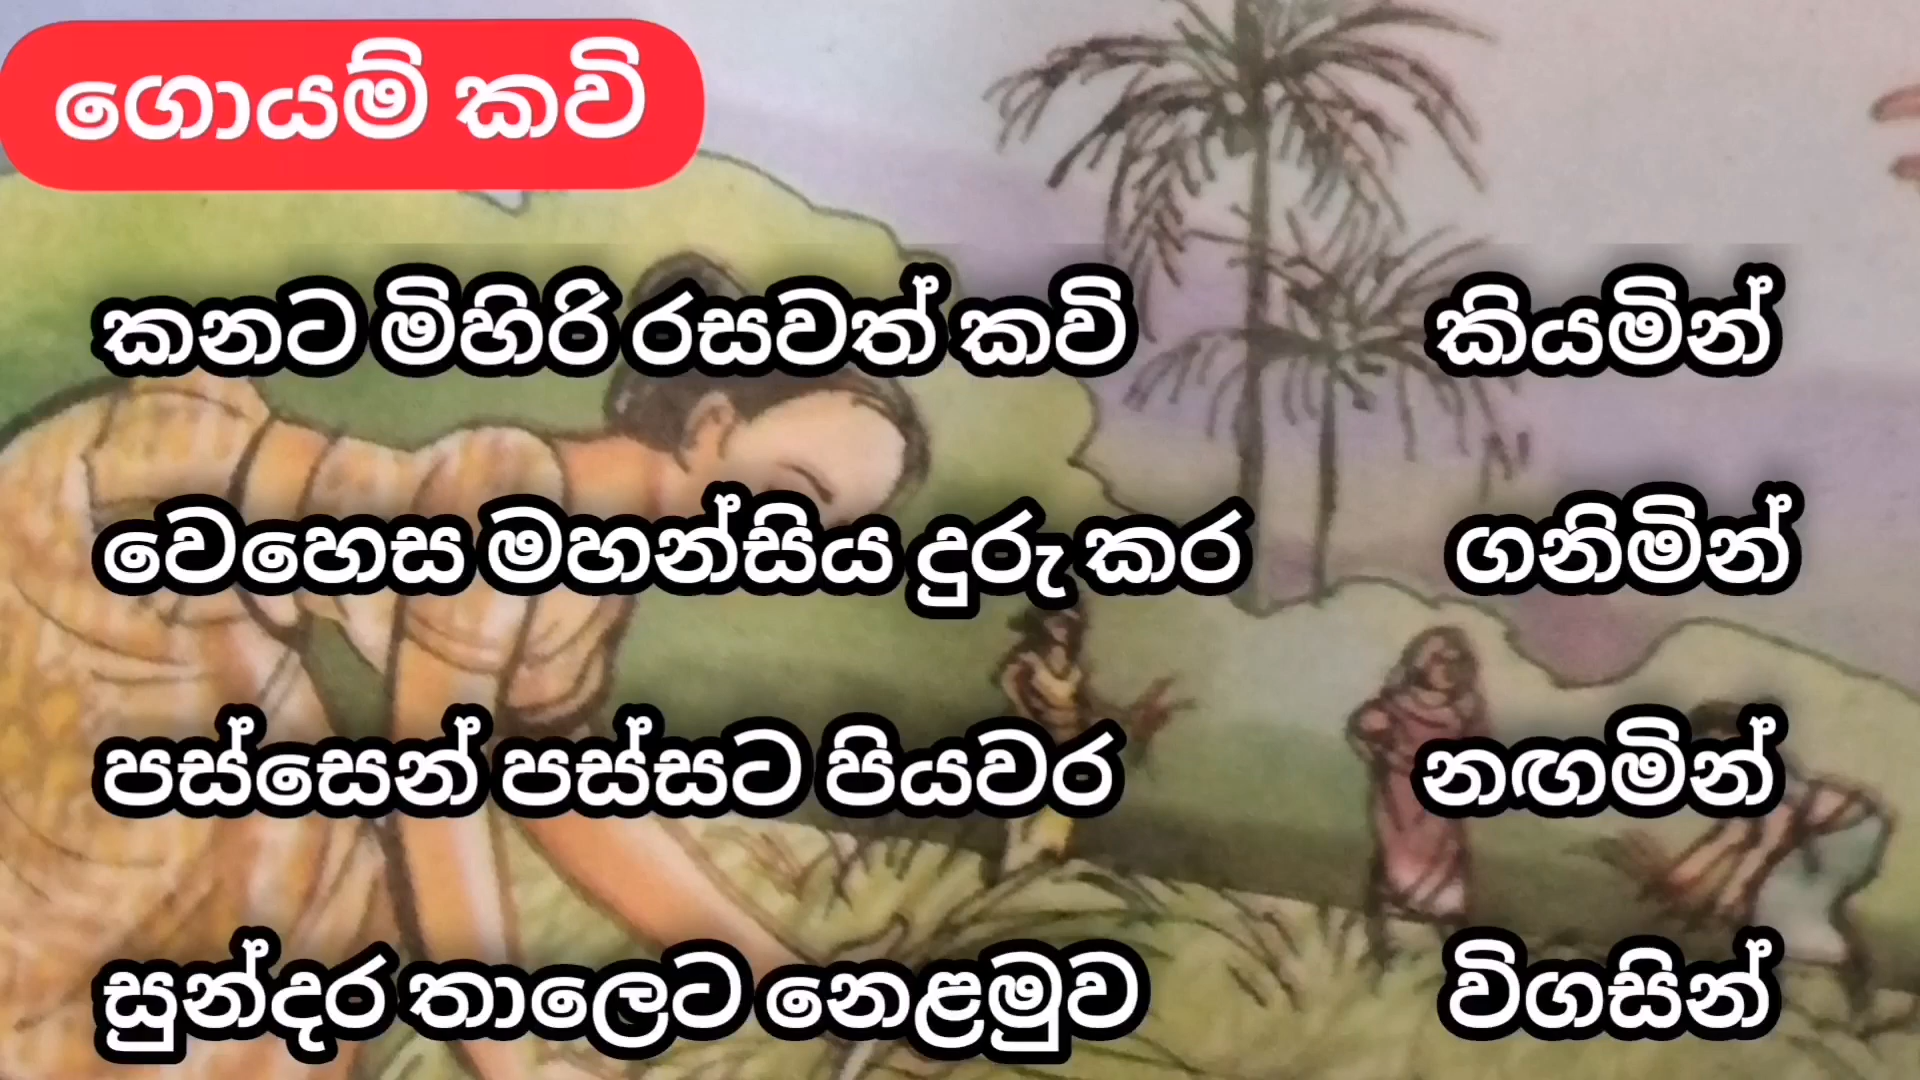 ගොයම් කවි
කනට මිහිරි රසවත් කවි කියමින්
වෙහෙස මහන්සිය දුරු කර ගනිමින්
පස්සෙන් පස්සට පියවර නඟමින්
සුන්දර තාලෙට නෙළමුව විගසින්